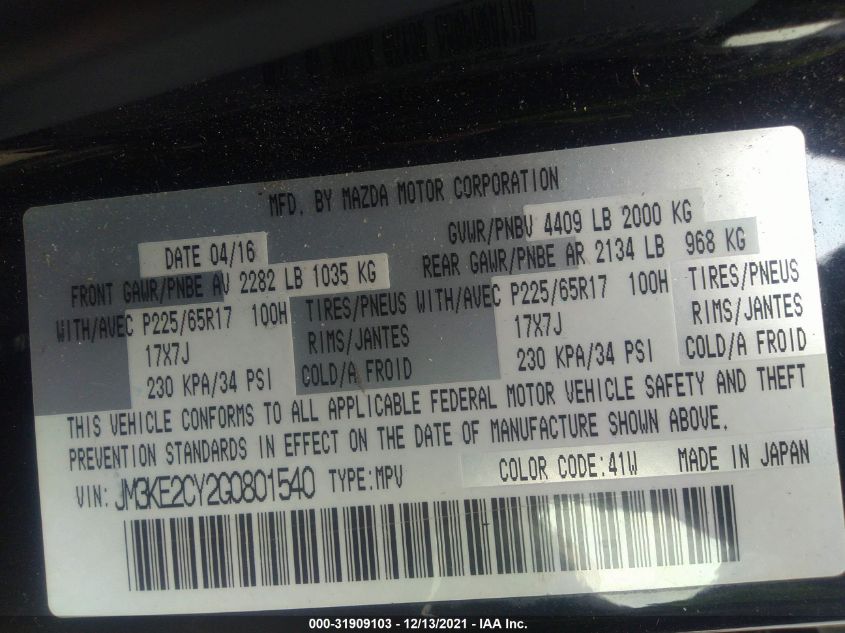 MFD. BY MAZDA MOTOR CORPORATION
DATE 04/16 GVWR/PNBV 4409 LB 2000 KG
FRONT GAWR/PNBE AV 2282 LB 1035 KG REAR GAWR/PNBE AR 2134 LB 968 KG
WITH/AVEC P225/65R17 100H TIRES/PNEUS WITH/AVEC P225/65R17 100H TIRES/PNEUS
17X7J RIMS/JANTES 17X7J RIMS/JANTES
230 KPA/34 PSI COLD/A FROID 230 KPA/34 PSI COLD/A FROID
THIS VEHICLE CONFORMS TO ALL APPLICABLE FEDERAL MOTOR VEHICLE SAFETY AND THEFT
PREVENTION STANDARDS IN EFFECT ON THE DATE OF MANUFACTURE SHOWN ABOVE.
COLOR CODE:41W MADE IN JAPAN
VIN: JM3KE2CY2G0801540 TYPE:MPV
000-31909103 - 12/13/2021 - IAA Inc.